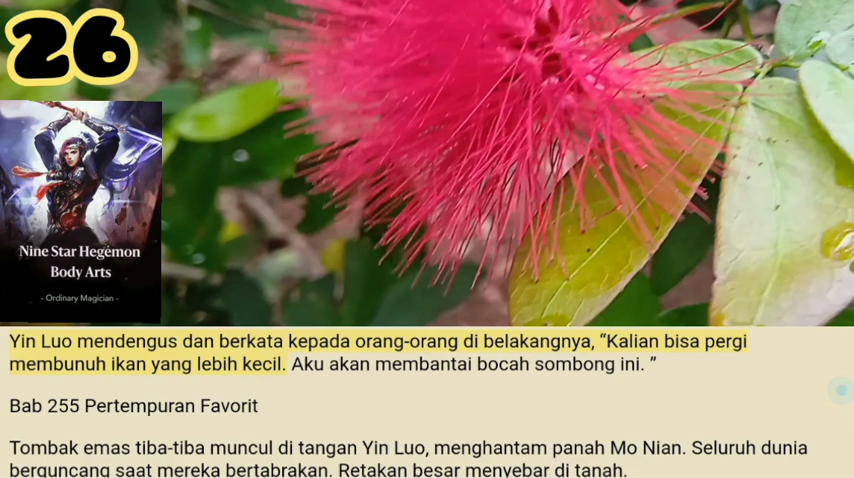 26
Nine Star Hegemon
Body Arts
- Ordinary Magician -
Yin Luo mendengus dan berkata kepada orang-orang di belakangnya, “Kalian bisa pergi
membunuh ikan yang lebih kecil. Aku akan membantai bocah sombong ini. ”
Bab 255 Pertempuran Favorit
Tombak emas tiba-tiba muncul di tangan Yin Luo, menghantam panah Mo Nian. Seluruh dunia
berguncang saat mereka bertabrakan. Retakan besar menyebar di tanah.